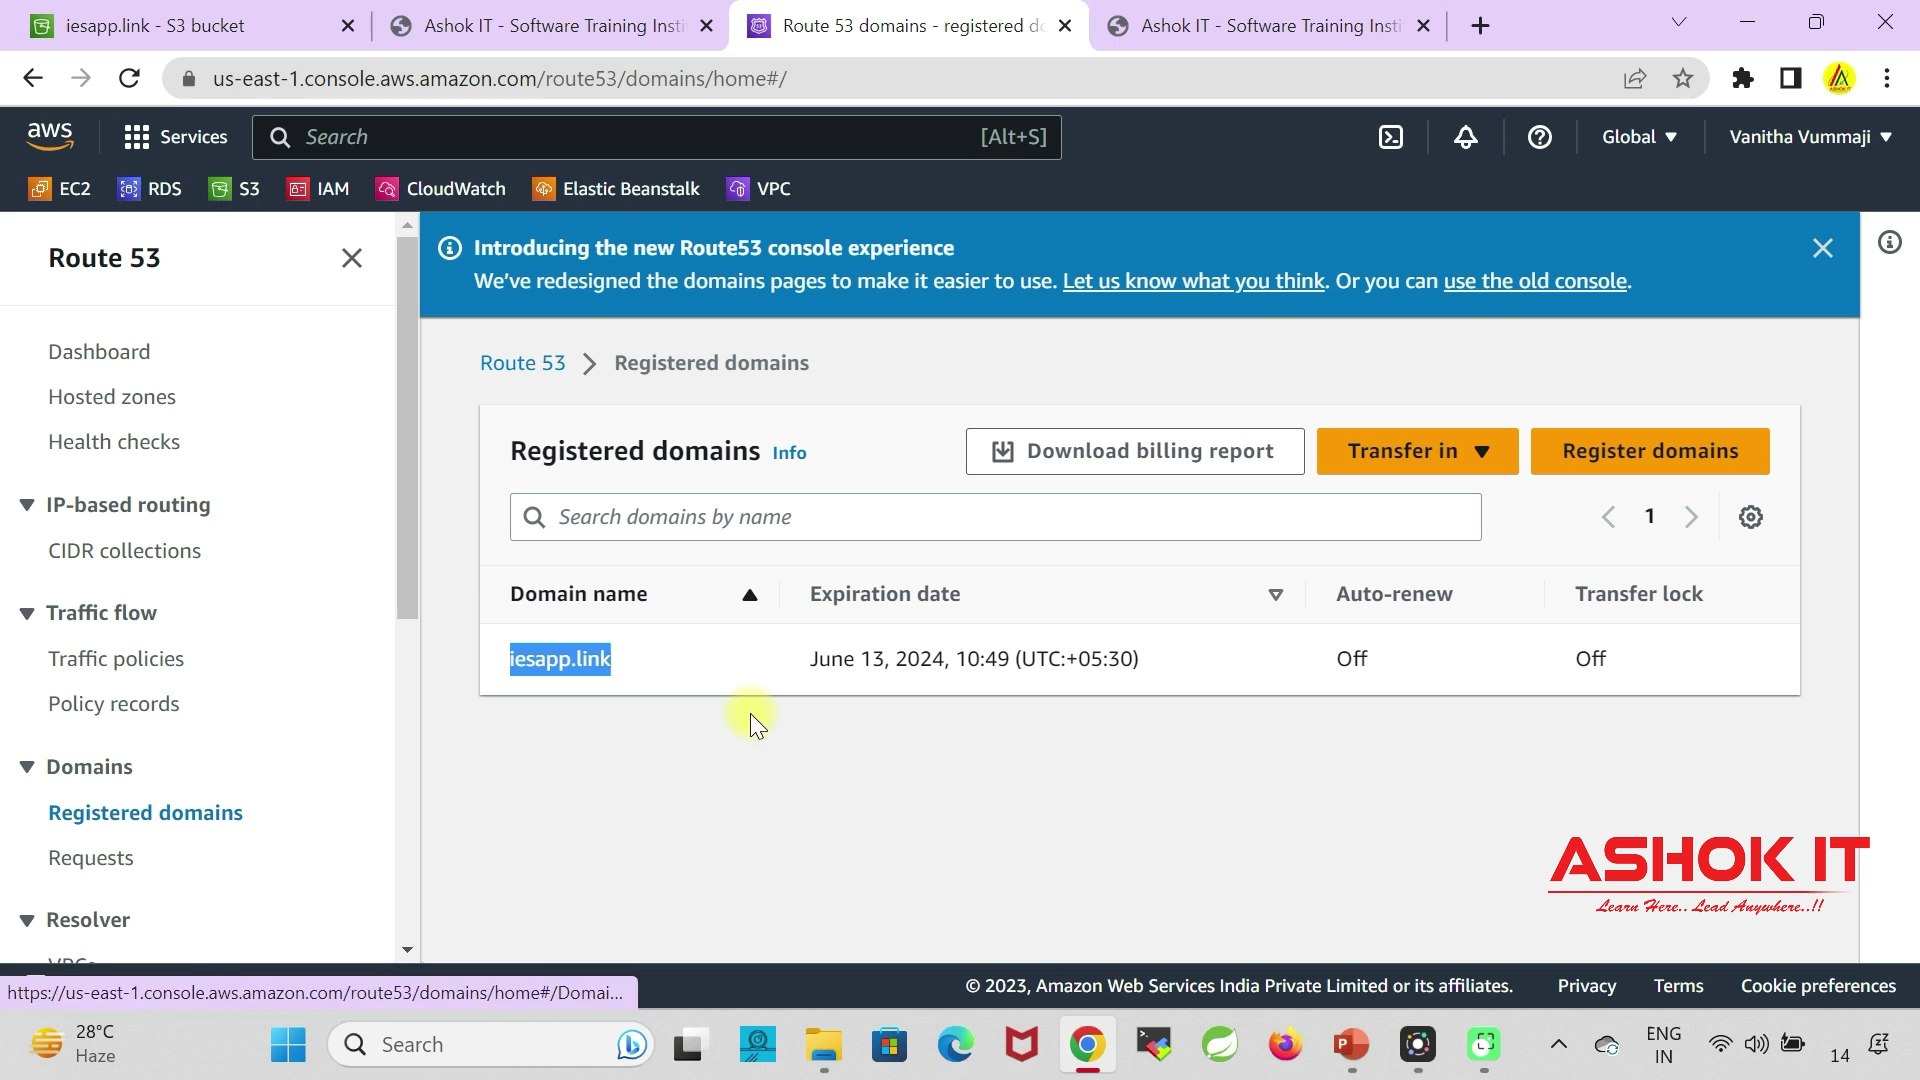 iesapp.link - S3 bucket
Ashok IT - Software Training Insti
Route 53 domains - registered do
Ashok IT - Software Training Insti
us-east-1.console.aws.amazon.com/route53/domains/home#/
aws
Services
Search
[Alt+S]
Global
Vanitha Vummaji
EC2
RDS
S3
IAM
CloudWatch
Elastic Beanstalk
VPC
Route 53
Dashboard
Hosted zones
Health checks
IP-based routing
CIDR collections
Traffic flow
Traffic policies
Policy records
Domains
Registered domains
Requests
Resolver
VPCs
Introducing the new Route53 console experience
We've redesigned the domains pages to make it easier to use. Let us know what you think. Or you can use the old console.
Route 53 > Registered domains
Registered domains Info
Download billing report
Transfer in
Register domains
Search domains by name
1
Domain name
Expiration date
Auto-renew
Transfer lock
iesapp.link
June 13, 2024, 10:49 (UTC:+05:30)
Off
Off
ASHOK IT
Learn Here.. Lead Anywhere..!!
https://us-east-1.console.aws.amazon.com/route53/domains/home#/Domai...
© 2023, Amazon Web Services India Private Limited or its affiliates.
Privacy
Terms
Cookie preferences
28°C
Haze
Search
ENG
IN
14